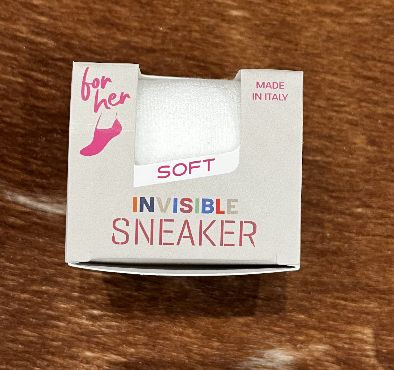 for
her
MADE
IN ITALY
SOFT
INVISIBLE
SNEAKER